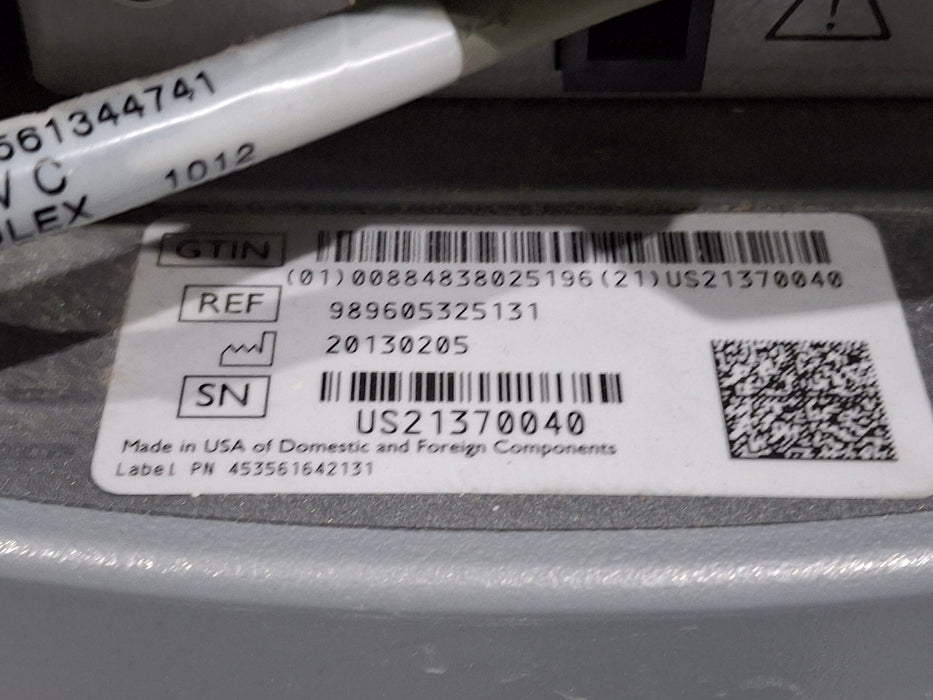 561344741
C
LEX 1012
GTIN
(01)00884838025196(21)US21370040
REF 989605325131
20130205
SN
US21370040
Made in USA of Domestic and Foreign Components
Label PN 453561642131